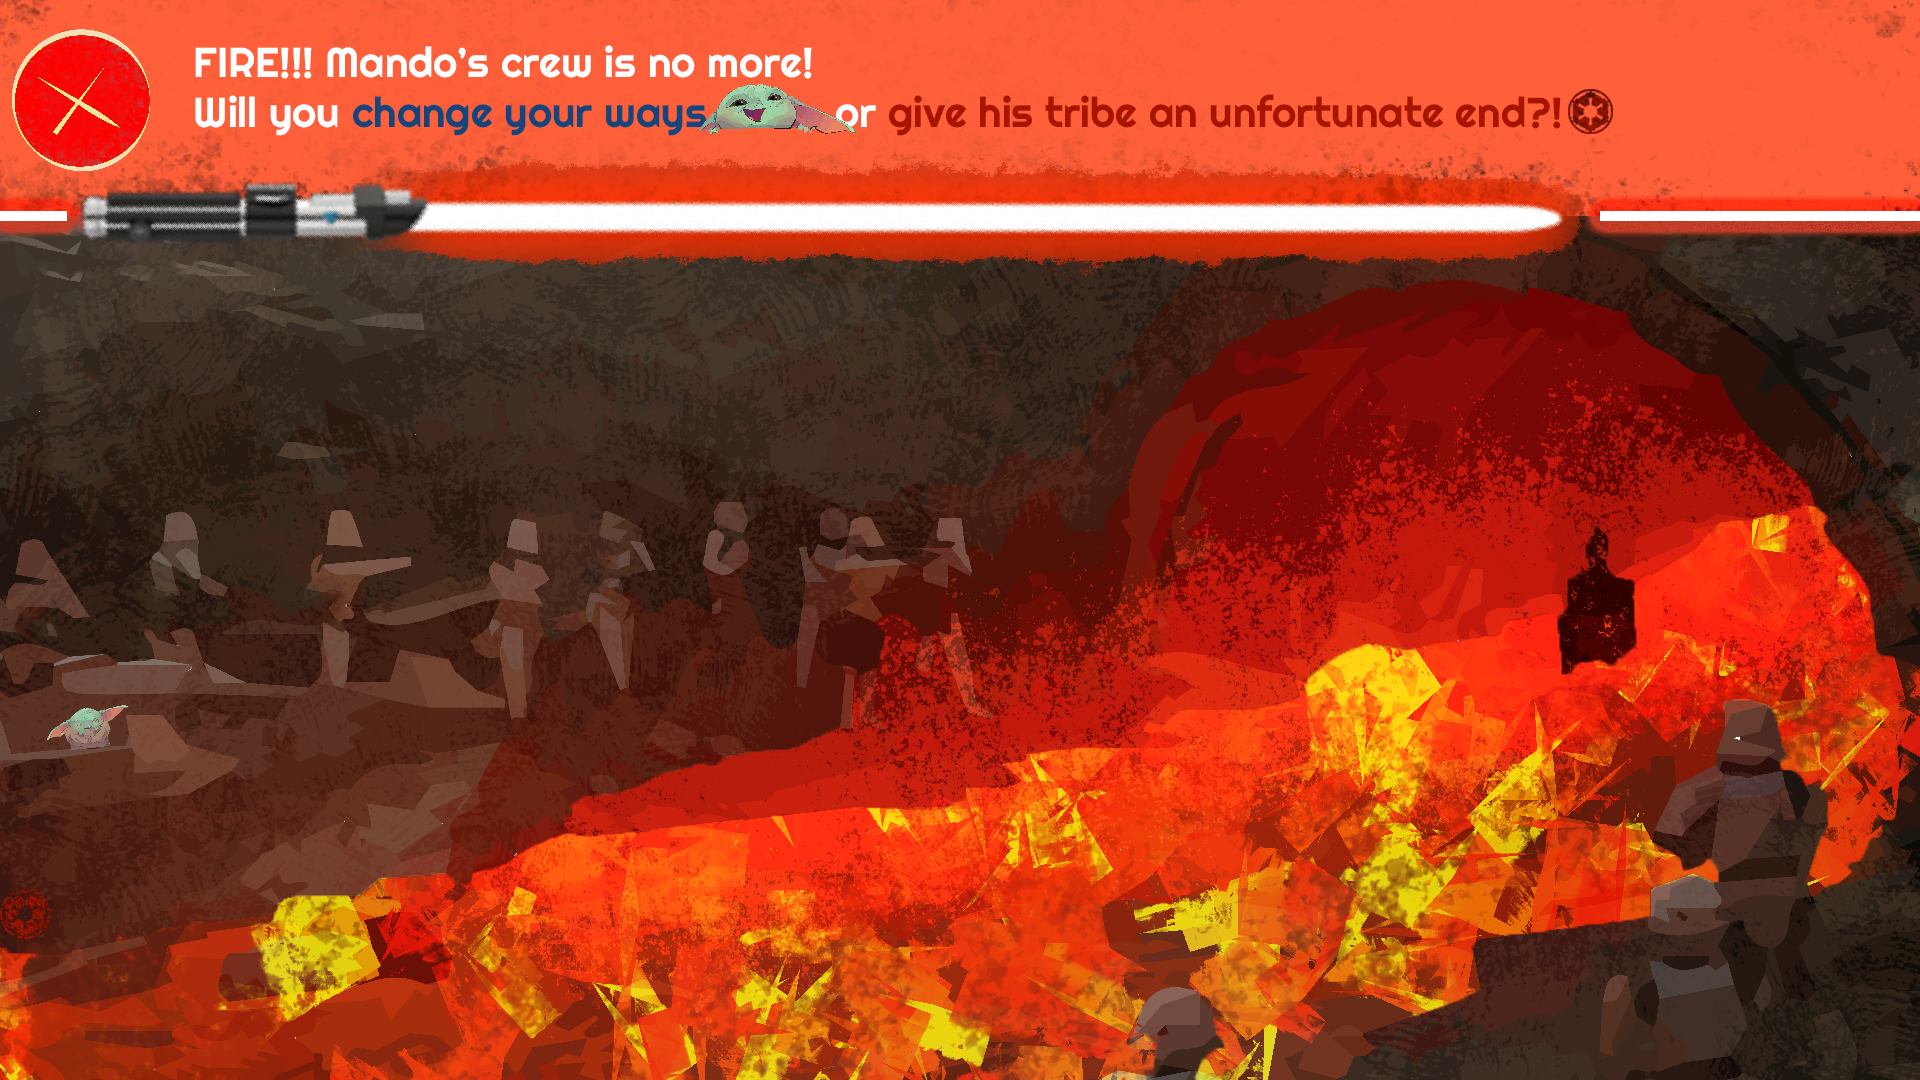 FIRE!!! Mando's crew is no more!
Will you change your ways or give his tribe an unfortunate end?!